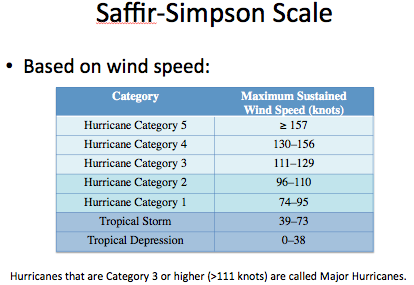 Saffir-Simpson Scale
• Based on wind speed:
Category Maximum Sustained
Wind Speed (knots)
Hurricane Category 5 ≥ 157
Hurricane Category 4 130–156
Hurricane Category 3 111–129
Hurricane Category 2 96–110
Hurricane Category 1 74–95
Tropical Storm 39–73
Tropical Depression 0–38
Hurricanes that are Category 3 or higher (>111 knots) are called Major Hurricanes.